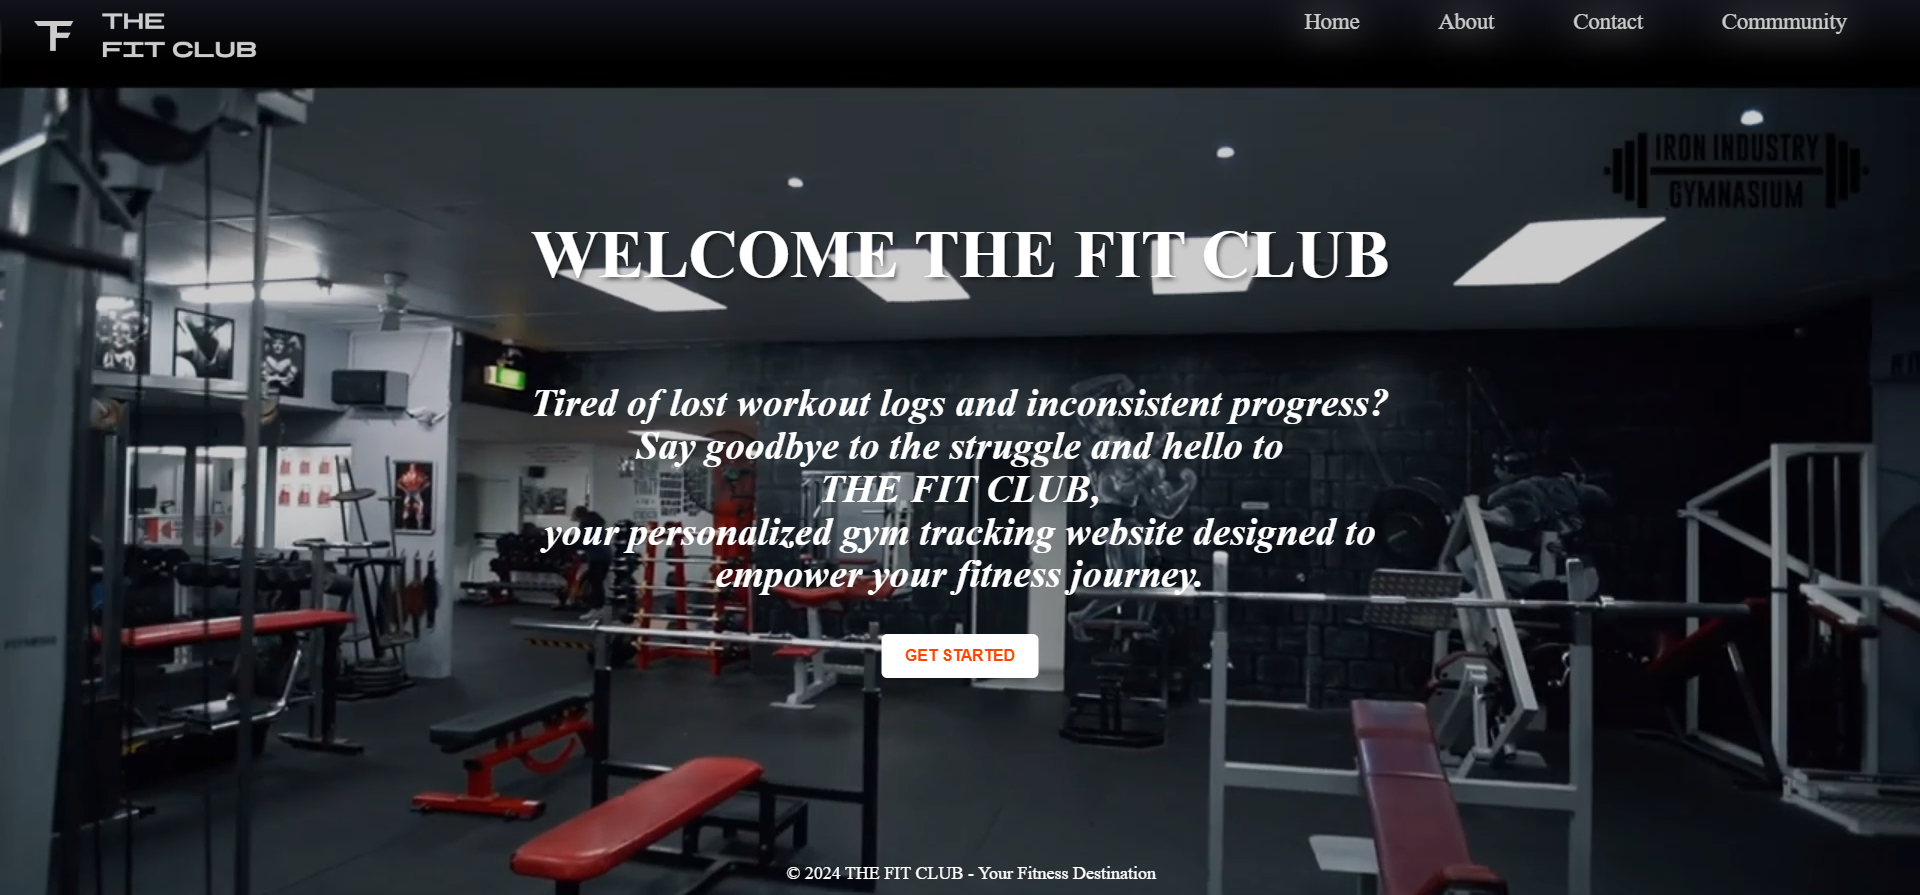 THE
FIT CLUB
Home
About
Contact
Commmunity
IRON INDUSTRY
GYMNASIUM
WELCOME THE FIT CLUB
Tired of lost workout logs and inconsistent progress?
Say goodbye to the struggle and hello to
THE FIT CLUB,
your personalized gym tracking website designed to
empower your fitness journey.
GET STARTED
© 2024 THE FIT CLUB - Your Fitness Destination